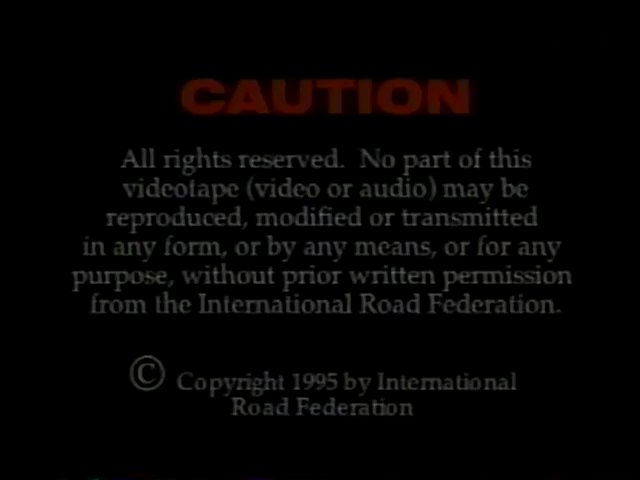 CAUTION
All rights reserved. No part of this
videotape (video or audio) may be
reproduced, modified or transmitted
in any form, or by any means, or for any
purpose, without prior written permission
from the International Road Federation.
© Copyright 1995 by International
Road Federation